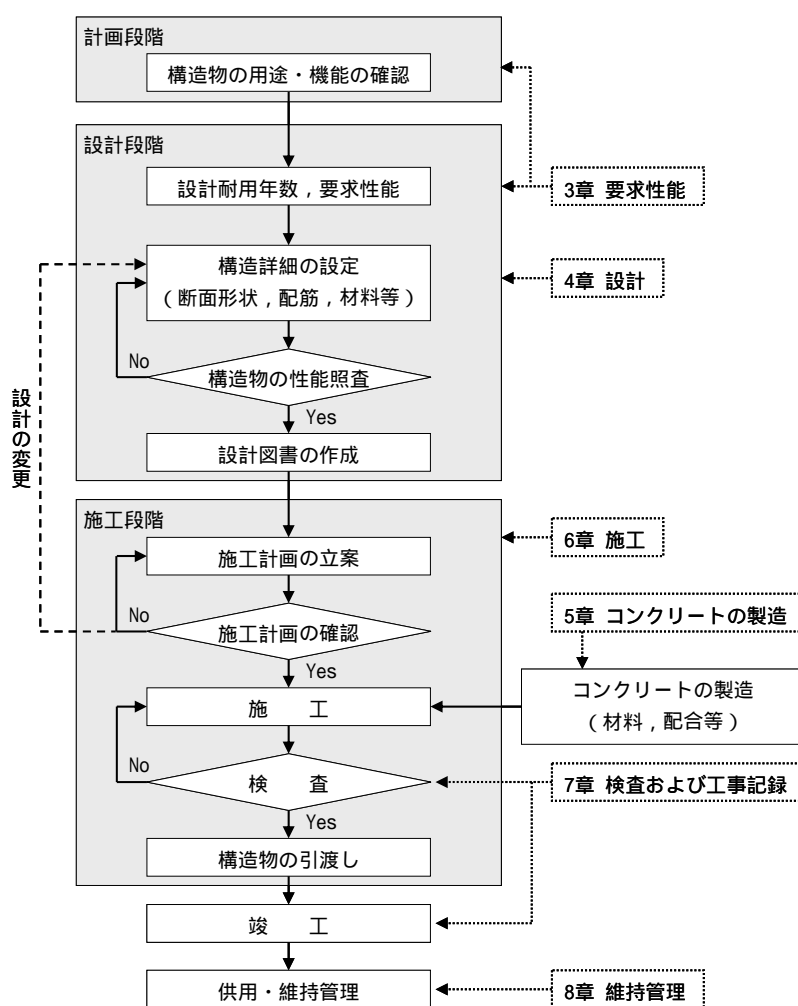 計画段階
構造物の用途・機能の確認
設計段階
設計耐用年数，要求性能
3章 要求性能
構造詳細の設定
（断面形状，配筋，材料等）
4章 設計
No
構造物の性能照査
Yes
設計図書の作成
設計の変更
施工段階
6章 施工
施工計画の立案
No
施工計画の確認
Yes
5章 コンクリートの製造
コンクリートの製造
（材料，配合等）
施　工
No
検　査
7章 検査および工事記録
Yes
構造物の引渡し
竣　工
供用・維持管理
8章 維持管理